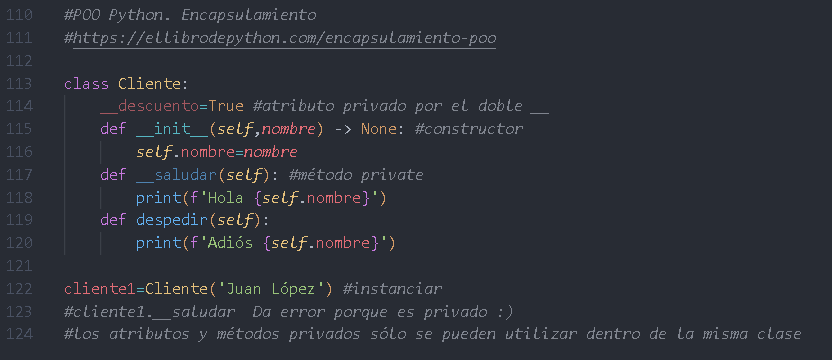 110 #POO Python. Encapsulamiento
111 #https://ellibrodepython.com/encapsulamiento-poo
112
113 class Cliente:
114     __descuento=True #atributo privado por el doble __
115     def __init__(self,nombre) -> None: #constructor
116         self.nombre=nombre
117     def __saludar(self): #método private
118         print(f'Hola {self.nombre}')
119     def despedir(self):
120         print(f'Adiós {self.nombre}')
121
122 cliente1=Cliente('Juan López') #instanciar
123 #cliente1.__saludar  Da error porque es privado :)
124 #los atributos y métodos privados sólo se pueden utilizar dentro de la misma clase